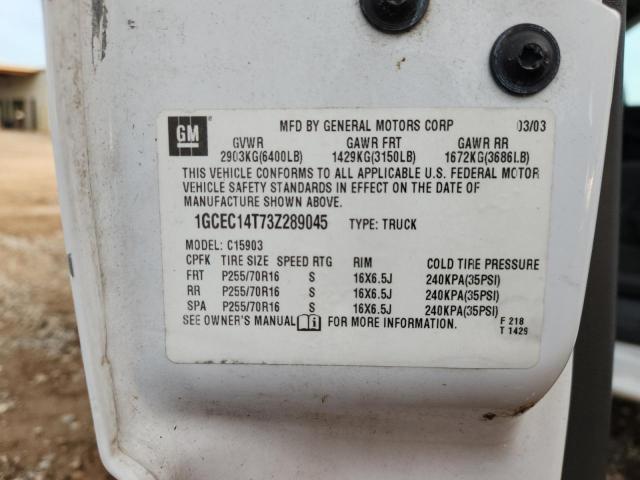 GM
MFD BY GENERAL MOTORS CORP 03/03
GVWR GAWR FRT GAWR RR
2903KG(6400LB) 1429KG(3150LB) 1672KG(3686LB)
THIS VEHICLE CONFORMS TO ALL APPLICABLE U.S. FEDERAL MOTOR
VEHICLE SAFETY STANDARDS IN EFFECT ON THE DATE OF
MANUFACTURE SHOWN ABOVE.
1GCEC14T73Z289045 TYPE: TRUCK
MODEL: C15903
CPFK TIRE SIZE SPEED RTG RIM COLD TIRE PRESSURE
FRT P255/70R16 S 16X6.5J 240KPA(35PSI)
RR P255/70R16 S 16X6.5J 240KPA(35PSI)
SPA P255/70R16 S 16X6.5J 240KPA(35PSI)
SEE OWNER'S MANUAL FOR MORE INFORMATION.
F 218
T 1429